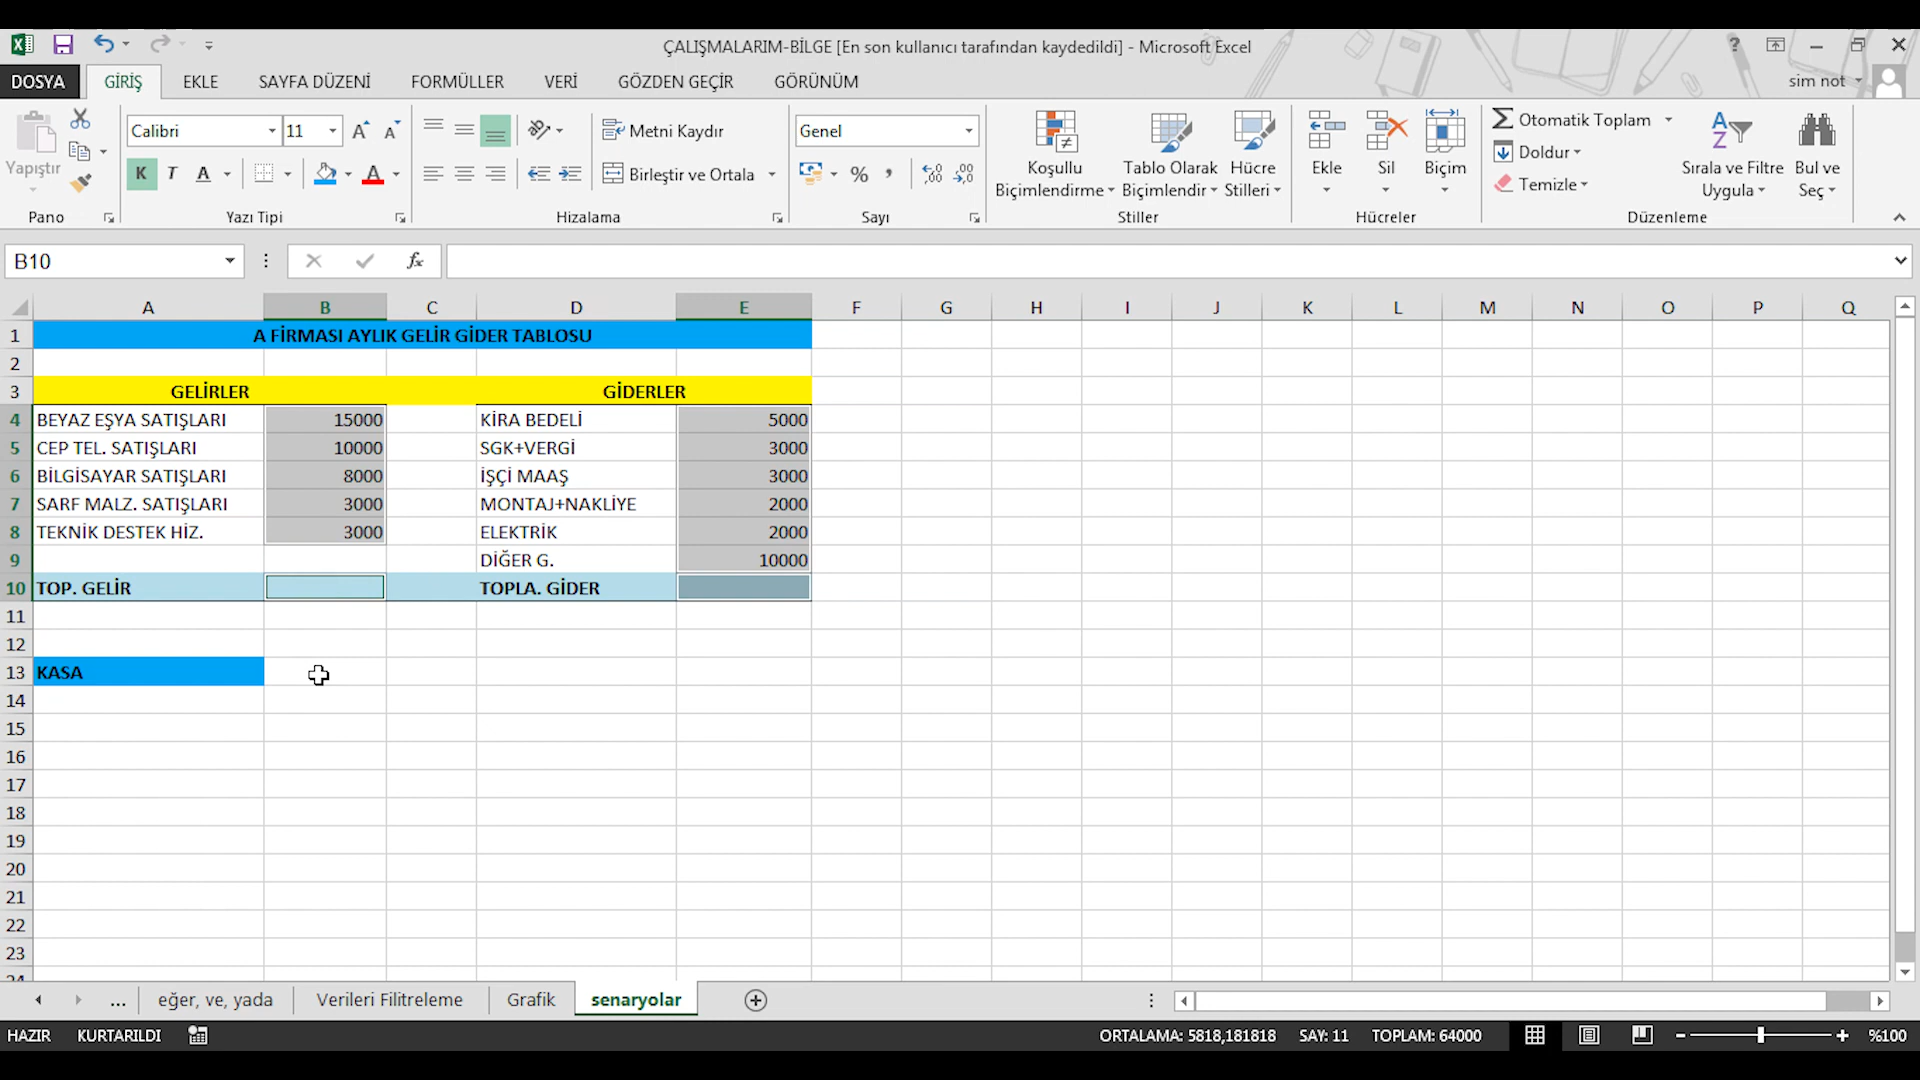 ÇALIŞMALARIM-BİLGE [En son kullanıcı tarafından kaydedildi] - Microsoft Excel
DOSYA GİRİŞ EKLE SAYFA DÜZENİ FORMÜLLER VERİ GÖZDEN GEÇİR GÖRÜNÜM sim not
Yapıştır
Pano
Calibri 11
K T A
Yazı Tipi
Metni Kaydır
Birleştir ve Ortala
Hizalama
Genel
Sayı
Koşullu Biçimlendirme
Tablo Olarak Biçimlendir
Hücre Stilleri
Stiller
Ekle
Sil
Biçim
Hücreler
Otomatik Toplam
Doldur
Temizle
Sırala ve Filtre Uygula
Bul ve Seç
Düzenleme
B10
fx
A B C D E F G H I J K L M N O P Q
1 A FİRMASI AYLIK GELİR GİDER TABLOSU
2
3 GELİRLER GİDERLER
4 BEYAZ EŞYA SATIŞLARI 15000 KİRA BEDELİ 5000
5 CEP TEL. SATIŞLARI 10000 SGK+VERGİ 3000
6 BİLGİSAYAR SATIŞLARI 8000 İŞÇİ MAAŞ 3000
7 SARF MALZ. SATIŞLARI 3000 MONTAJ+NAKLİYE 2000
8 TEKNİK DESTEK HİZ. 3000 ELEKTRİK 2000
9 DİĞER G. 10000
10 TOP. GELİR TOPLA. GİDER
11
12
13 KASA
14
15
16
17
18
19
20
21
22
23
24
... eğer, ve, yada Verileri Filitreleme Grafik senaryolar
HAZIR KURTARILDI ORTALAMA: 5818,181818 SAY: 11 TOPLAM: 64000 %100